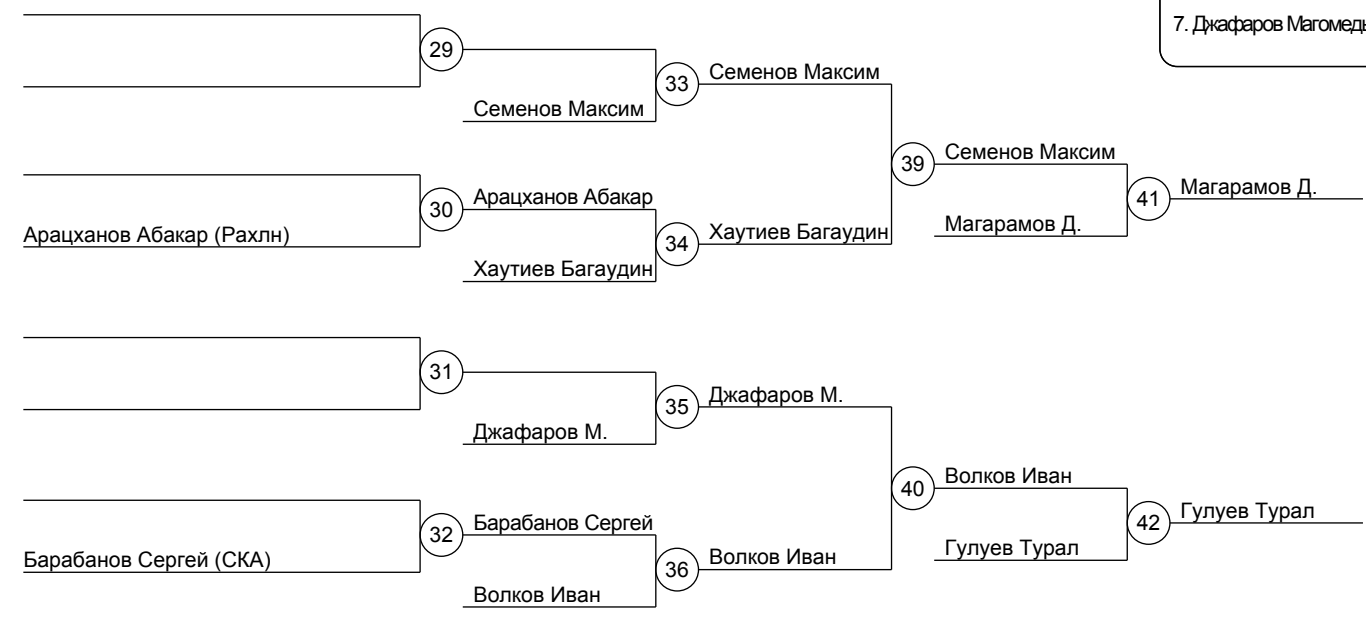 7. Джафаров
29
Семенов Максим
33
Семенов Максим
39
Семенов Максим
41
Магарамов Д.
Арацханов Абакар (Рахлн)
30
Арацханов Абакар
Хаутиев Багаудин
34
Хаутиев Багаудин
Магарамов Д.
31
Джафаров М.
35
Джафаров М.
40
Волков Иван
42
Гулуев Турал
Барабанов Сергей (СКА)
32
Барабанов Сергей
Волков Иван
36
Волков Иван
Гулуев Турал